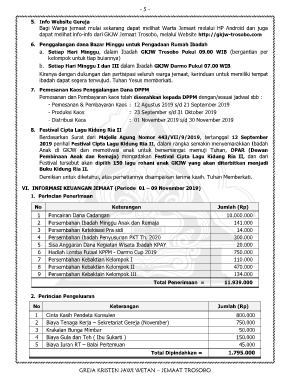 - 5 -
5. Info Website Gereja
Bagi Warga jemaat mulai sekarang dapat melihat Warta Jemaat melalui HP Android dan juga
dapat melihat info-info dari GKJW Jemaat Trosobo, melalui Website http://gkjw-trosobo.com
6. Penggalangan dana Bazar Minggu untuk Pengadaan Rumah Ibadah
a. Setiap Hari Minggu, dalam Ibadah GKJW Trosobo Pukul 09.00 WIB (bergantian per
kelompok untuk tiap bulannya)
b. Setiap Hari Minggu I dan III dalam Ibadah GKJW Darmo Pukul 07.00 WIB
Kiranya dengan dukungan dan partisipasi seluruh warga jemaat, kerinduan untuk memiliki tempat
ibadah dapat segera terwujud. Tuhan Yesus memberkati.
7. Pemesanan Kaos Penggalangan Dana DPPM
Pemesanan dan Pembayaran Kaos telah diserahkan kepada DPPM dengan/sesuai jadwal sbb :
- Pemesanan & Pembayaran Kaos : 12 Agustus 2019 s/d 21 September 2019
- Produksi Kaos : 23 September s/d 31 Oktober 2019
- Distribusi Kaos : 01 November 2019 s/d 30 November 2019
8. Festival Cipta Lagu Kidung Ria II
Berdasarkan Surat dari Majelis Agung Nomor 443/VII/9/2019, tertanggal 12 September
2019 perihal Festival Cipta Lagu Kidung Ria II, dalam rangka semakin menyemarakkan Ibadah
Anak di GKJW dan memotivasi anak untuk bersemangat memuji Tuhan, DPAR (Dewan
Pembinaan Anak dan Remaja) mengadakan Festival Cipta Lagu Kidung Ria II, dan dari
Festival tersebut akan dipilih 150 lagu rohani anak GKJW yang akan diterbitkan menjadi
Buku Kidung Ria II.
Demikian untuk diketahui, atas perhatiannya disampaikan terima kasih. Tuhan Memberkati.
VI. INFORMASI KEUANGAN JEMAAT (Periode 01 – 09 November 2019)
1. Perincian Penerimaan
No Keterangan Jumlah (Rp)
1 Pencairan Dana Cadangan 10.000.000
2 Persembahan Ibadah Minggu Anak dan Remaja 141.000
3 Persembahan Katekisasi Pra sidi 14.000
4 Persembahan Ibadah Penyusunan PKT Th. 2020 300.000
5 Sisa Anggaran Dana Kegiatan Wisata Ibadah KPAY 20.000
6 Hadiah Lomba Futsal KPPM - Darmo Cup 2019 750.000
7 Persembahan Kebaktian Kelompok I 110.000
8 Persembahan Kebaktian Kelompok II 470.000
9 Persembahan Kebaktian Kelompok III 134.000
Total Penerimaan = 11.939.000
2. Perincian Pengeluaran
No Keterangan Jumlah (Rp)
1 Cinta Kasih Pendeta Konsulen 800.000
2 Biaya Tenaga Kerja – Sekretariat Gereja (November) 750.000
3 Krakalan Bunga Mimbar 50.000
4 Biaya Gula dan Teh ( Ibu Subarti ) 150.000
5 Biaya Iuran RT – Balai Pertemuan 45.000
Total Dipindahkan = 1.795.000
GREJA KRISTEN JAWI WETAN – JEMAAT TROSOBO